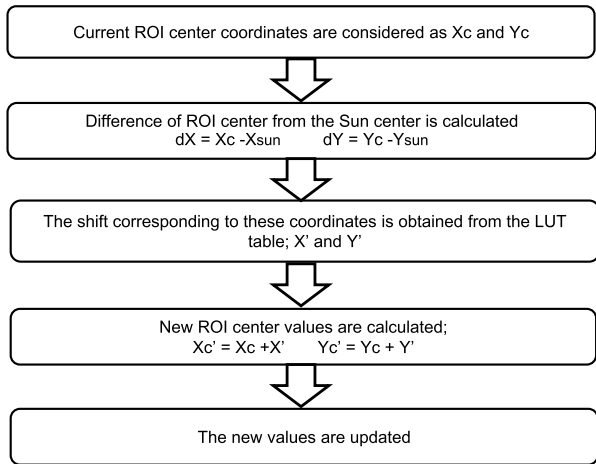 Current ROI center coordinates are considered as Xc and Yc
Difference of ROI center from the Sun center is calculated
dX = Xc -Xsun dY = Yc -Ysun
The shift corresponding to these coordinates is obtained from the LUT
table; X’ and Y’
New ROI center values are calculated;
Xc’ = Xc +X’ Yc’ = Yc + Y’
The new values are updated